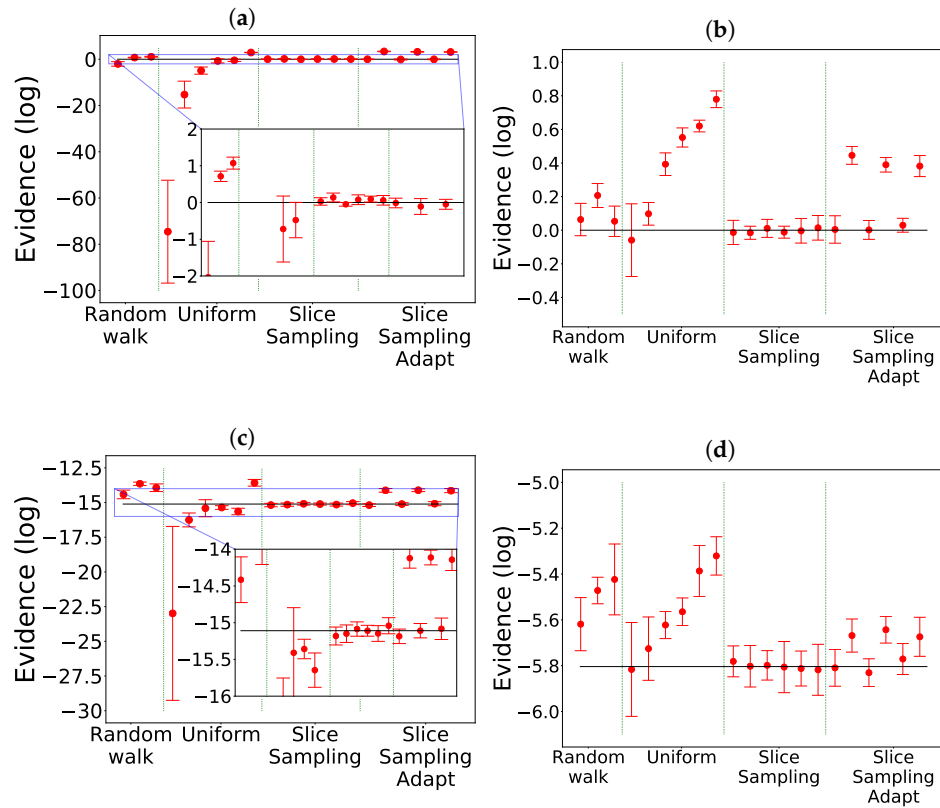 (a)
Evidence (log)
0
−20
−40
−60
−80
−100
2
1
0
−1
−2
Random
walk
Uniform
Slice
Sampling
Slice
Sampling
Adapt
(b)
Evidence (log)
1.0
0.8
0.6
0.4
0.2
0.0
−0.2
−0.4
Random
walk
Uniform
Slice
Sampling
Slice
Sampling
Adapt
(c)
Evidence (log)
−12.5
−15.0
−17.5
−20.0
−22.5
−25.0
−27.5
−30.0
−14
−14.5
−15.0
−15.5
−16
Random
walk
Uniform
Slice
Sampling
Slice
Sampling
Adapt
(d)
Evidence (log)
−5.0
−5.2
−5.4
−5.6
−5.8
−6.0
Random
walk
Uniform
Slice
Sampling
Slice
Sampling
Adapt